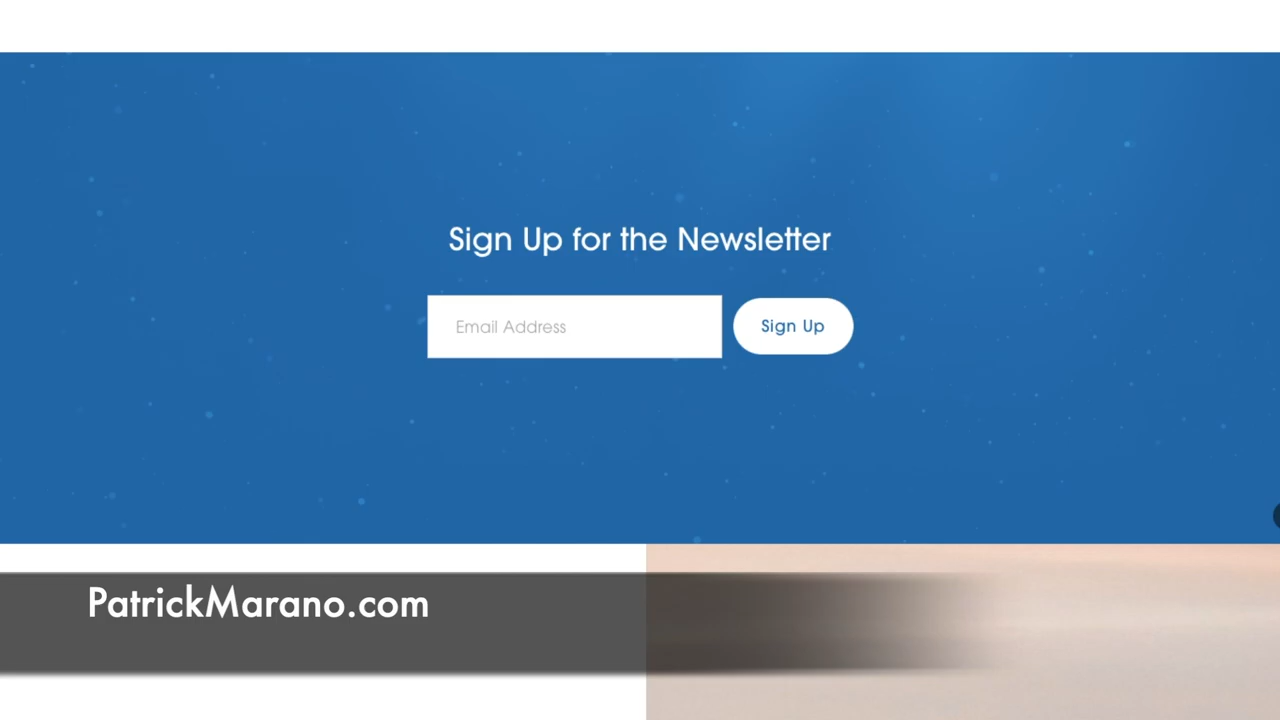 Sign Up for the Newsletter
Email Address
Sign Up
PatrickMarano.com